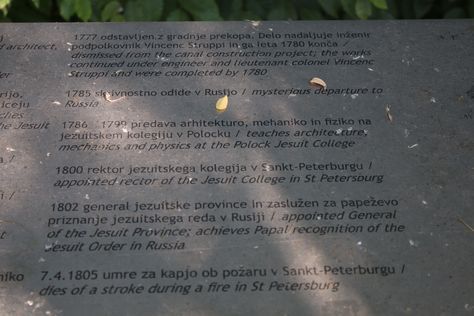 1777 odstavljen z gradnje prekopa. Delo nadaljuje inženir
architect, podpolkovnik Vincenc Struppi in ga leta 1780 konča /
dismissed from the canal construction project; the works
continued under engineer and lieutenant colonel Vincenc
Struppi and were completed by 1780
1785 skrivnostno odide v Rusijo / mysterious departure to
Russia
the Jesuit 1786 - 1799 predava arhitekturo, mehaniko in fiziko na
jezuitskem kolegiju v Polocku / teaches architecture,
mechanics and physics at the Polock Jesuit College
1800 rektor jezuitskega kolegija v Sankt-Peterburgu /
appointed rector of the Jesuit College in St Petersburg
1802 general jezuitske province in zaslužen za papeževo
priznanje jezuitskega reda v Rusiji / appointed General
of the Jesuit Province; achieves Papal recognition of the
Jesuit Order in Russia
7.4.1805 umre za kapjo ob požaru v Sankt-Peterburgu /
dies of a stroke during a fire in St Petersburg